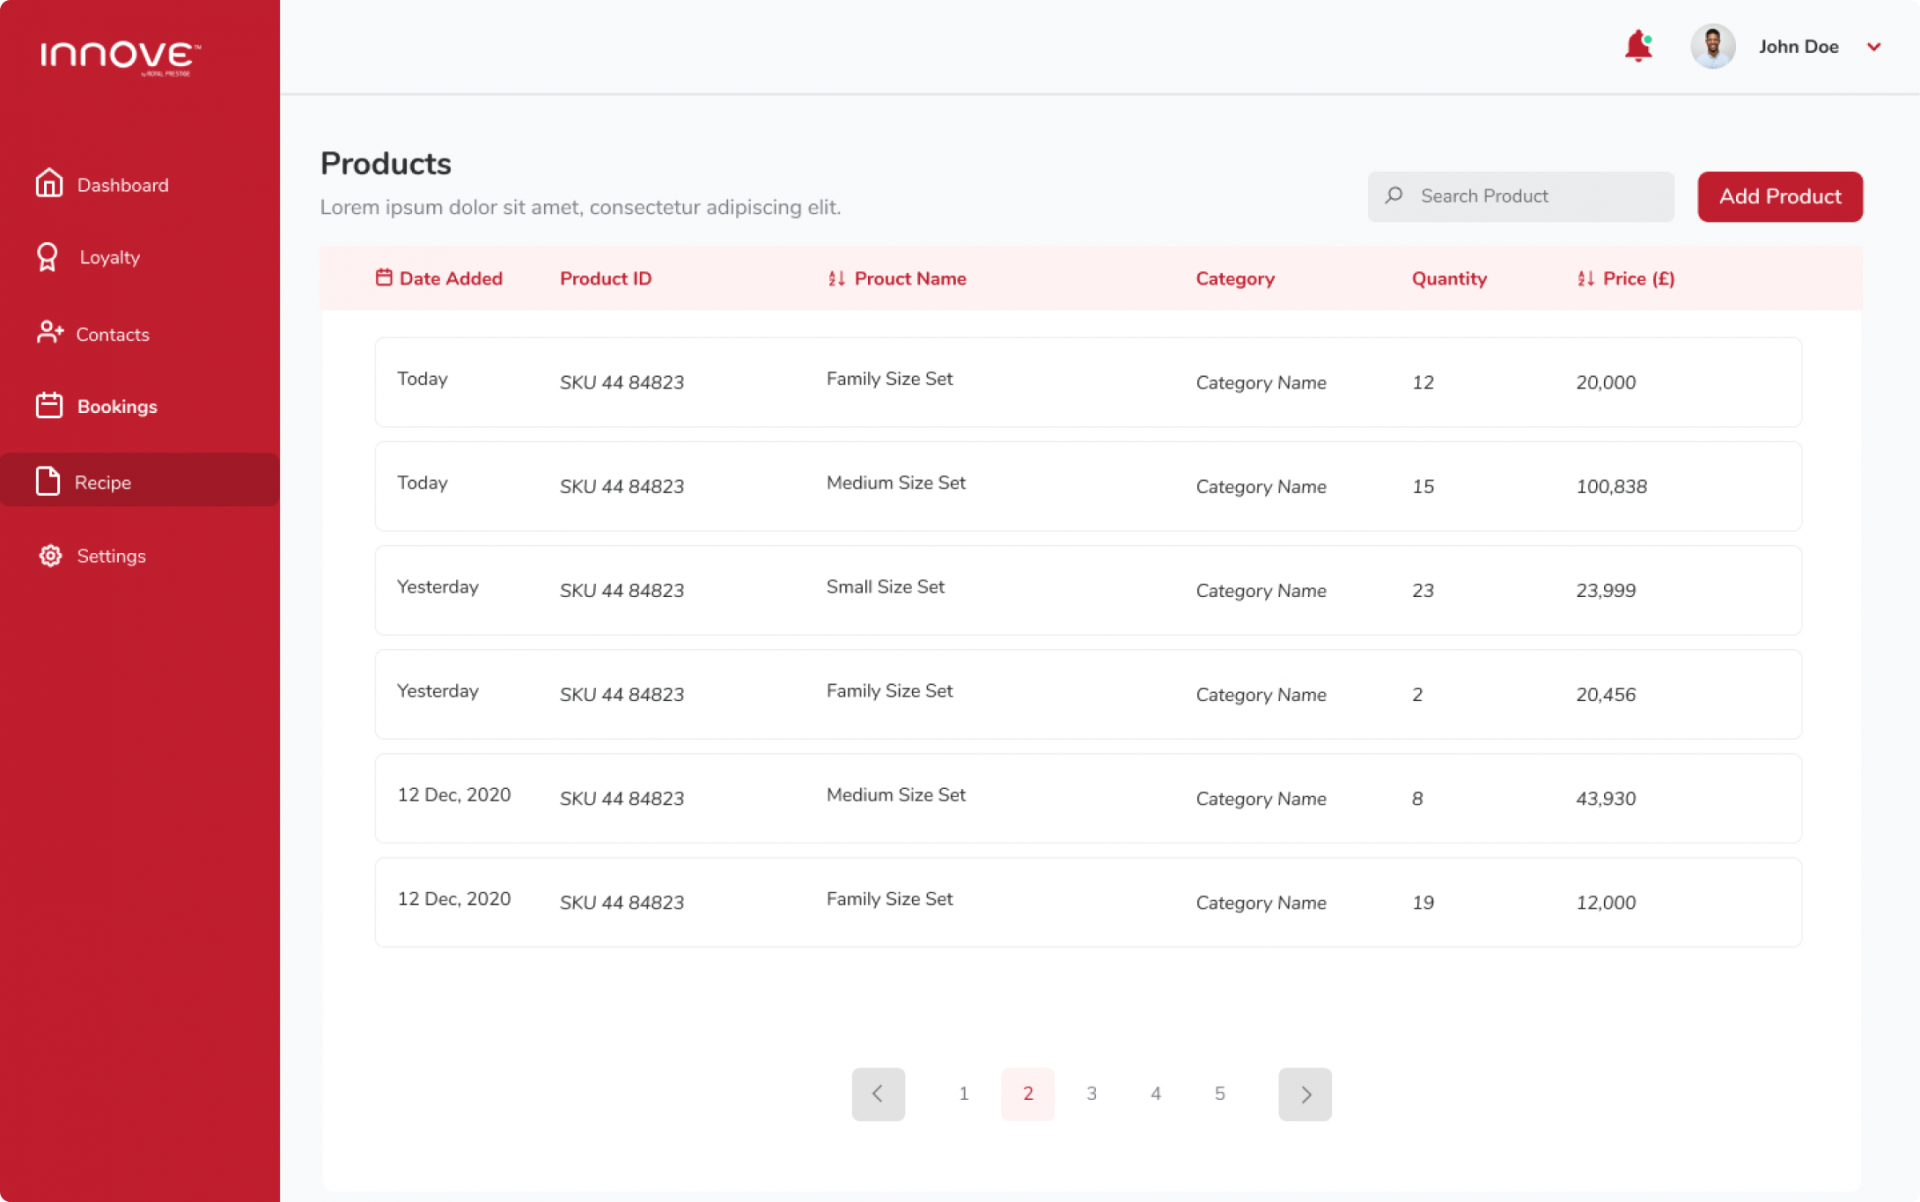 INNOVE™
by ROYAL PRESTIGE
Dashboard
Loyalty
Contacts
Bookings
Recipe
Settings
John Doe
Products
Lorem ipsum dolor sit amet, consectetur adipiscing elit.
Search Product
Add Product
Date Added Product ID Prouct Name Category Quantity Price (£)
Today SKU 44 84823 Family Size Set Category Name 12 20,000
Today SKU 44 84823 Medium Size Set Category Name 15 100,838
Yesterday SKU 44 84823 Small Size Set Category Name 23 23,999
Yesterday SKU 44 84823 Family Size Set Category Name 2 20,456
12 Dec, 2020 SKU 44 84823 Medium Size Set Category Name 8 43,930
12 Dec, 2020 SKU 44 84823 Family Size Set Category Name 19 12,000
1 2 3 4 5